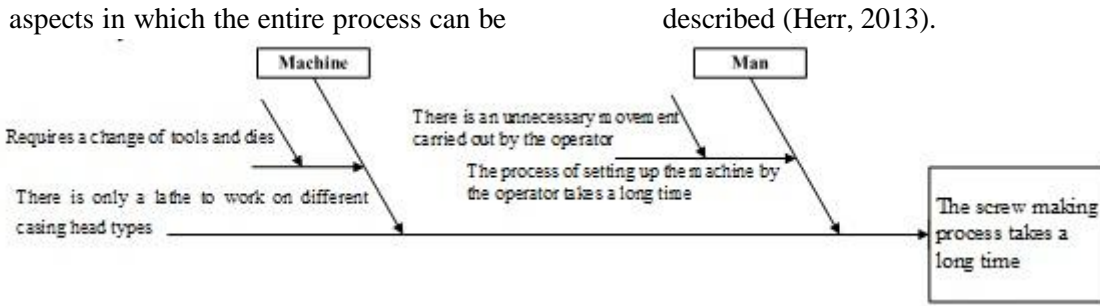 aspects in which the entire process can be
described (Herr, 2013).
Machine
Man
Requires a change of tools and dies
There is only a lathe to work on different
casing head types
There is an unnecessary movement
carried out by the operator
The process of setting up the machine by
the operator takes a long time
The screw making
process takes a
long time